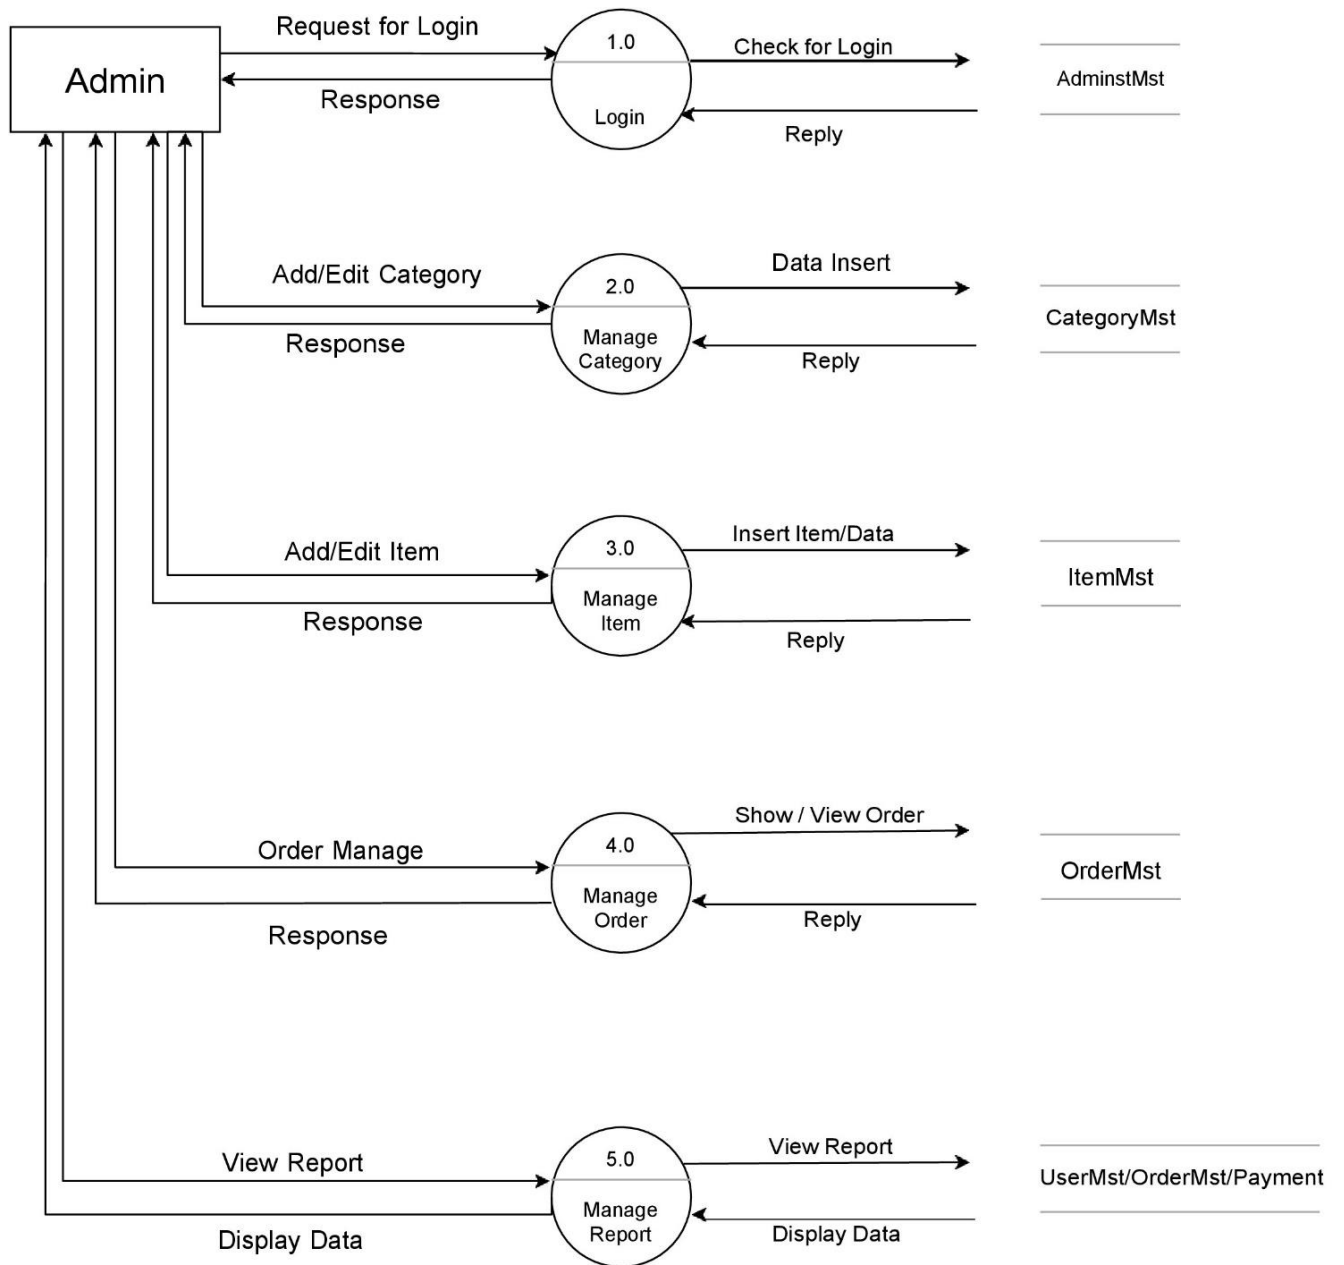 Request for Login
1.0
Check for Login
Admin
AdminstMst
Response
Login
Reply
Add/Edit Category
2.0
Data Insert
Response
Manage
Category
CategoryMst
Reply
Add/Edit Item
3.0
Insert Item/Data
Response
Manage
Item
ItemMst
Reply
Order Manage
4.0
Show / View Order
Response
Manage
Order
OrderMst
Reply
View Report
5.0
View Report
Display Data
Manage
Report
UserMst/OrderMst/Payment
Display Data